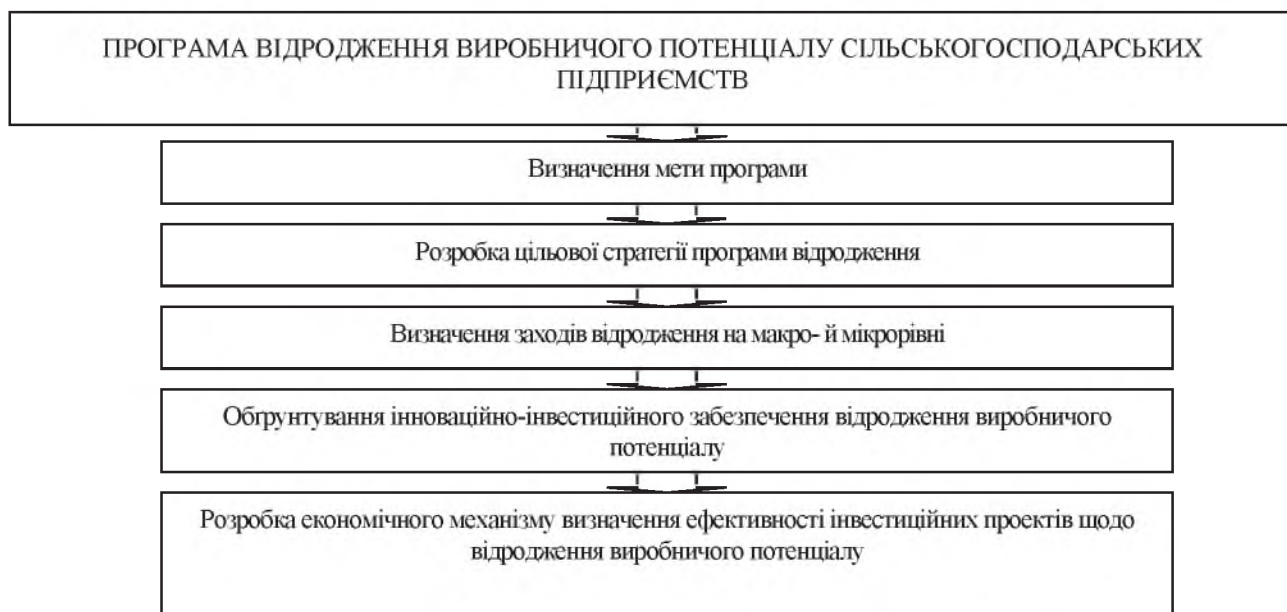 ПРОГРАМА ВІДРОДЖЕННЯ ВИРОБНИЧОГО ПОТЕНЦІАЛУ СІЛЬСЬКОГОСПОДАРСЬКИХ
ПІДПРИЄМСТВ
Визначення мети програми
Розробка цільової стратегії програми відродження
Визначення заходів відродження на макро- й мікрорівні
Обґрунтування інноваційно-інвестиційного забезпечення відродження виробничого
потенціалу
Розробка економічного механізму визначення ефективності інвестиційних проектів щодо
відродження виробничого потенціалу